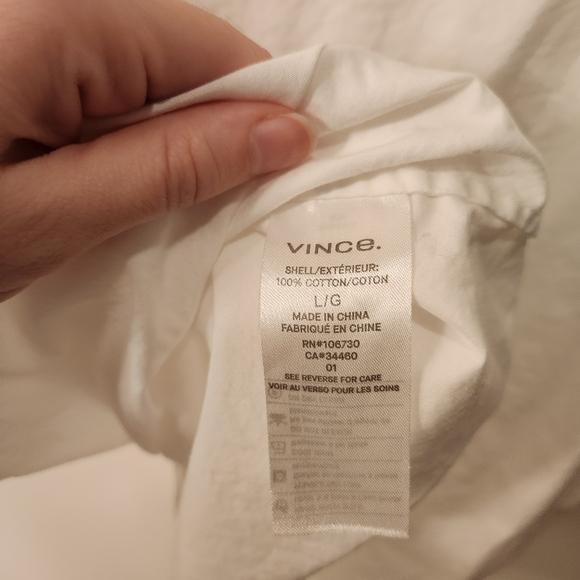 VINCe.
SHELL/EXTÉRIEUR:
100% COTTON/COTON
L/G
MADE IN CHINA
FABRIQUÉ EN CHINE
RN#106730
CA#34460
01
SEE REVERSE FOR CARE
VOIR AU VERSO POUR LES SOINS